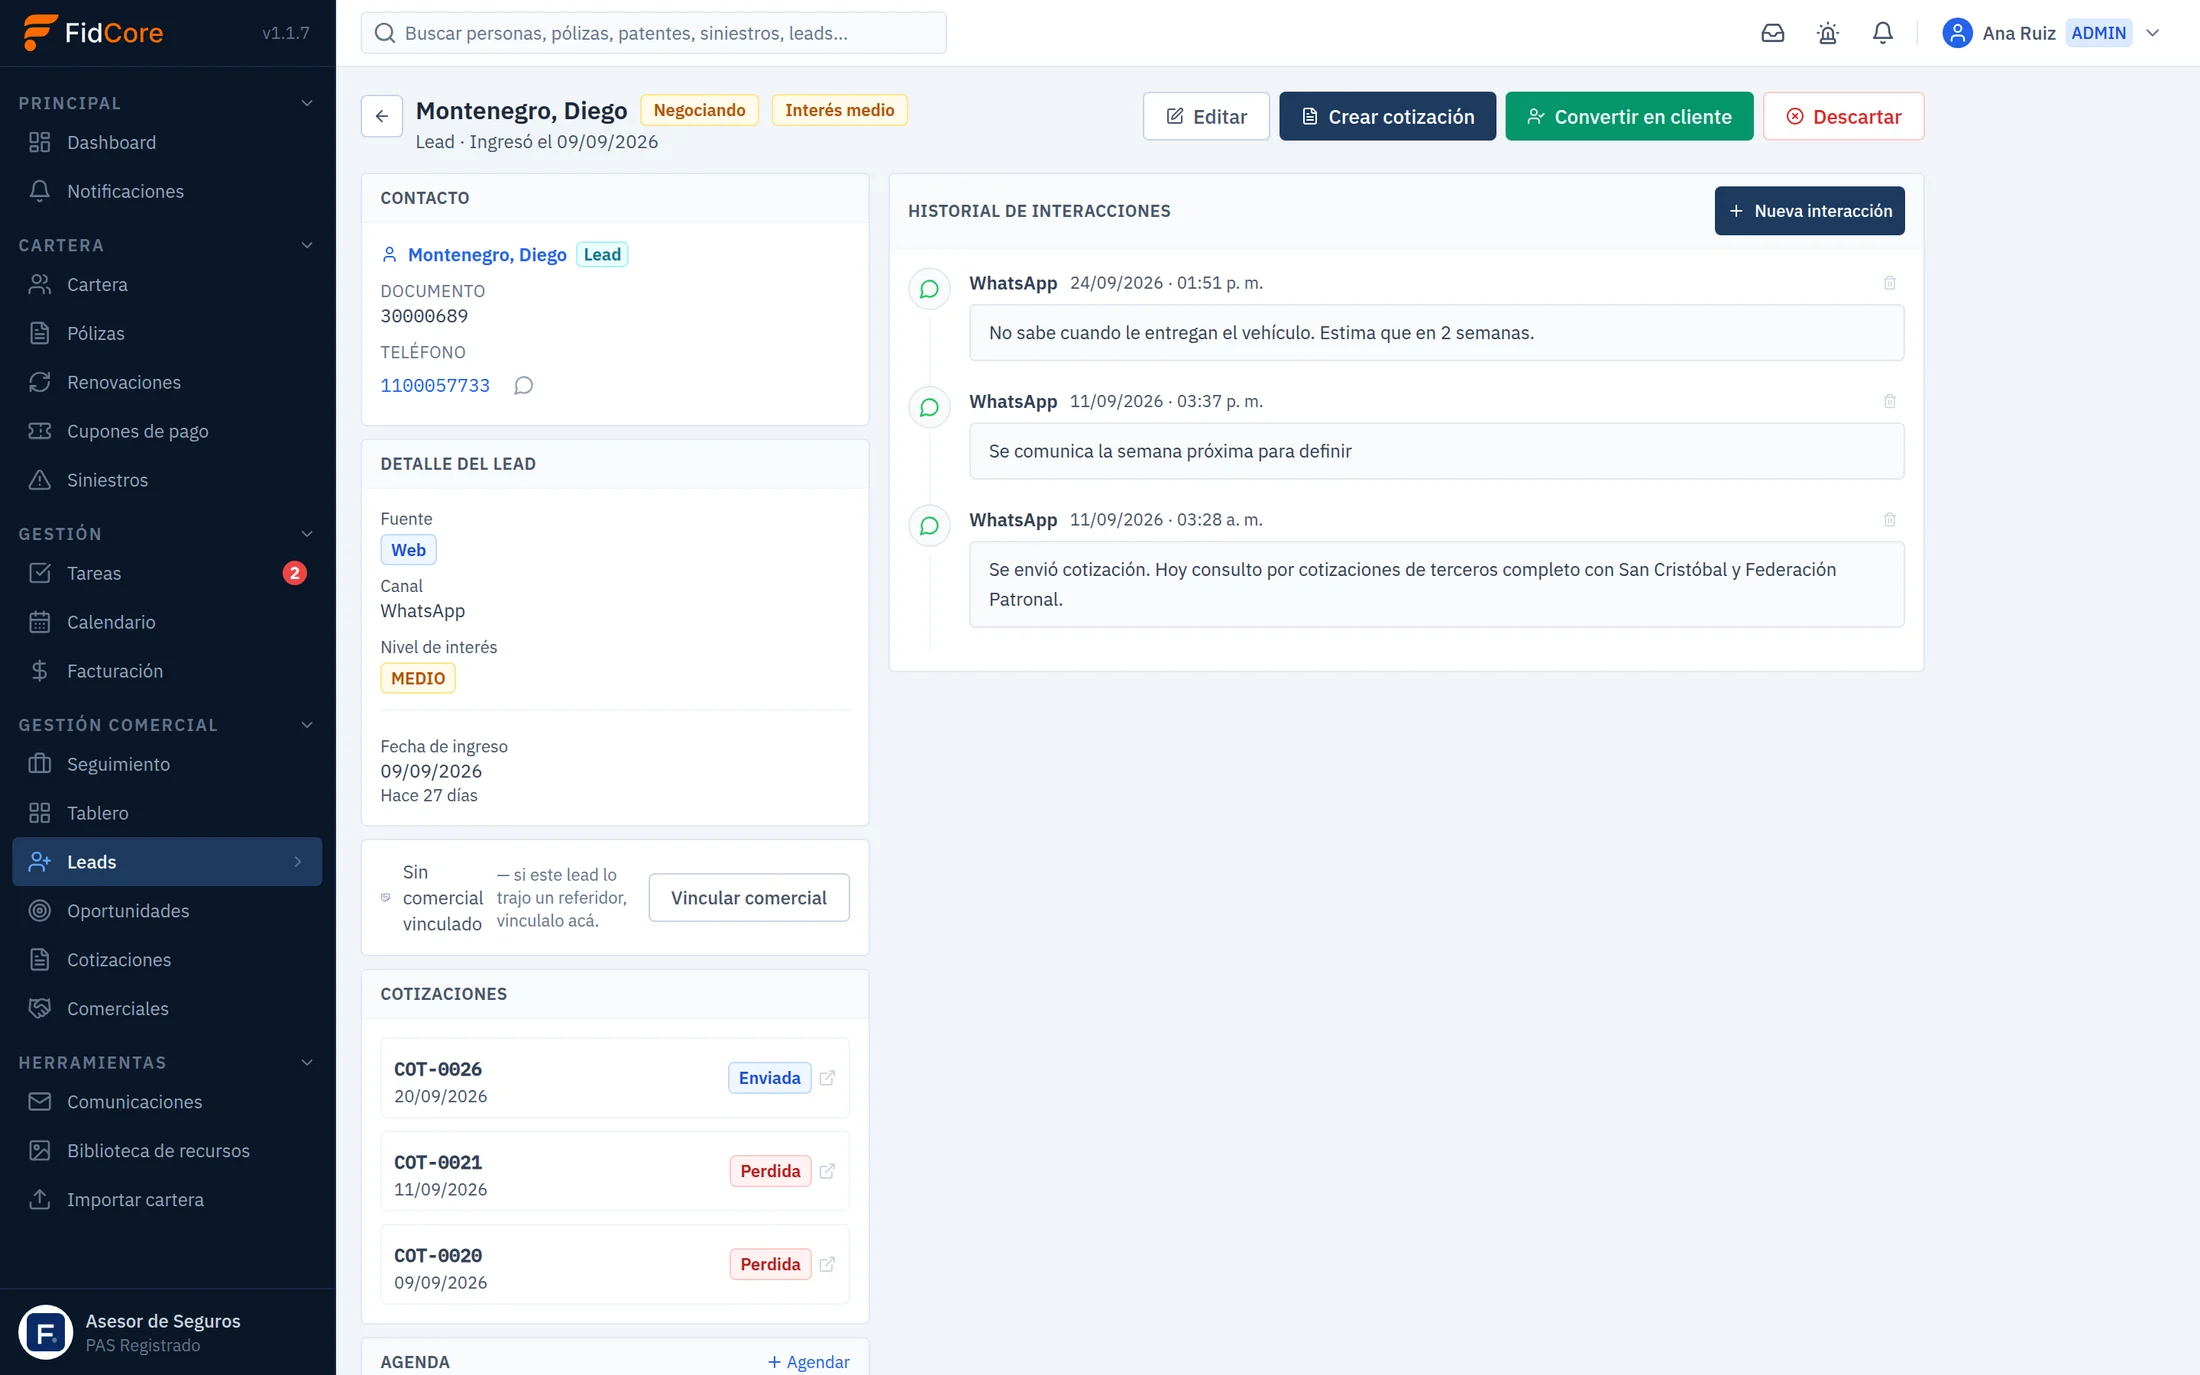 FidCore
v1.1.7
PRINCIPAL
Dashboard
Notificaciones
CARTERA
Cartera
Pólizas
Renovaciones
Cupones de pago
Siniestros
GESTIÓN
Tareas
2
Calendario
Facturación
GESTIÓN COMERCIAL
Seguimiento
Tablero
Leads
Oportunidades
Cotizaciones
Comerciales
HERRAMIENTAS
Comunicaciones
Biblioteca de recursos
Importar cartera
F.
Asesor de Seguros
PAS Registrado
Buscar personas, pólizas, patentes, siniestros, leads...
Ana Ruiz
ADMIN
Montenegro, Diego
Negociando
Interés medio
Lead · Ingresó el 09/09/2026
Editar
Crear cotización
Convertir en cliente
Descartar
CONTACTO
Montenegro, Diego
Lead
DOCUMENTO
30000689
TELÉFONO
1100057733
DETALLE DEL LEAD
Fuente
Web
Canal
WhatsApp
Nivel de interés
MEDIO
Fecha de ingreso
09/09/2026
Hace 27 días
Sin
comercial
vinculado
— si este lead lo
trajo un referidor,
vinculalo acá.
Vincular comercial
COTIZACIONES
COT-0026
20/09/2026
Enviada
COT-0021
11/09/2026
Perdida
COT-0020
09/09/2026
Perdida
AGENDA
+ Agendar
HISTORIAL DE INTERACCIONES
+ Nueva interacción
WhatsApp 24/09/2026 · 01:51 p. m.
No sabe cuando le entregan el vehículo. Estima que en 2 semanas.
WhatsApp 11/09/2026 · 03:37 p. m.
Se comunica la semana próxima para definir
WhatsApp 11/09/2026 · 03:28 a. m.
Se envió cotización. Hoy consulto por cotizaciones de terceros completo con San Cristóbal y Federación
Patronal.